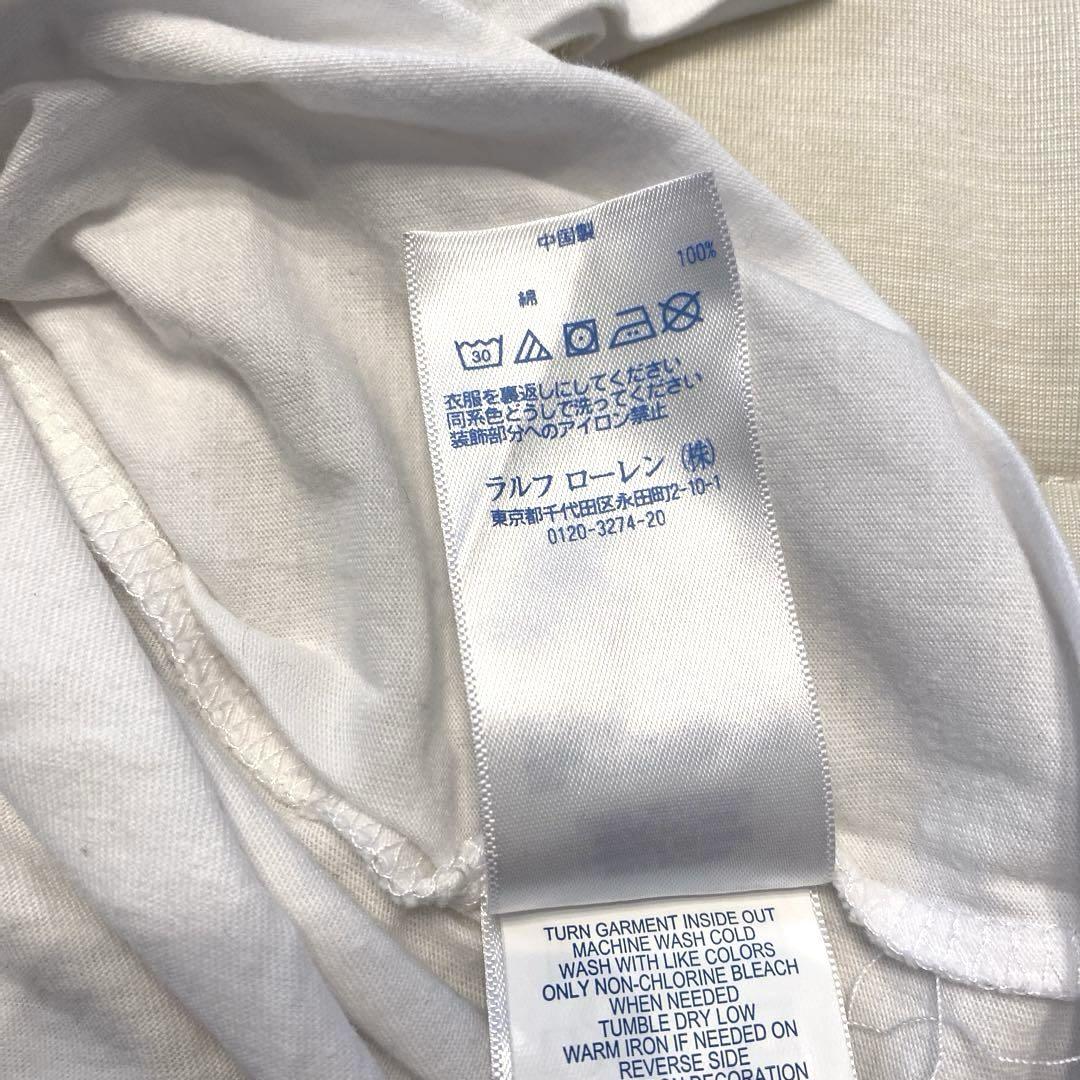 中国製
100%
綿
30
衣服を裏返しにしてください
同系色どうしで洗ってください
装飾部分へのアイロン禁止
ラルフ ローレン (株)
東京都千代田区永田町2-10-1
0120-3274-20
TURN GARMENT INSIDE OUT
MACHINE WASH COLD
WASH WITH LIKE COLORS
ONLY NON-CHLORINE BLEACH
WHEN NEEDED
TUMBLE DRY LOW
WARM IRON IF NEEDED ON
REVERSE SIDE
DECORATION